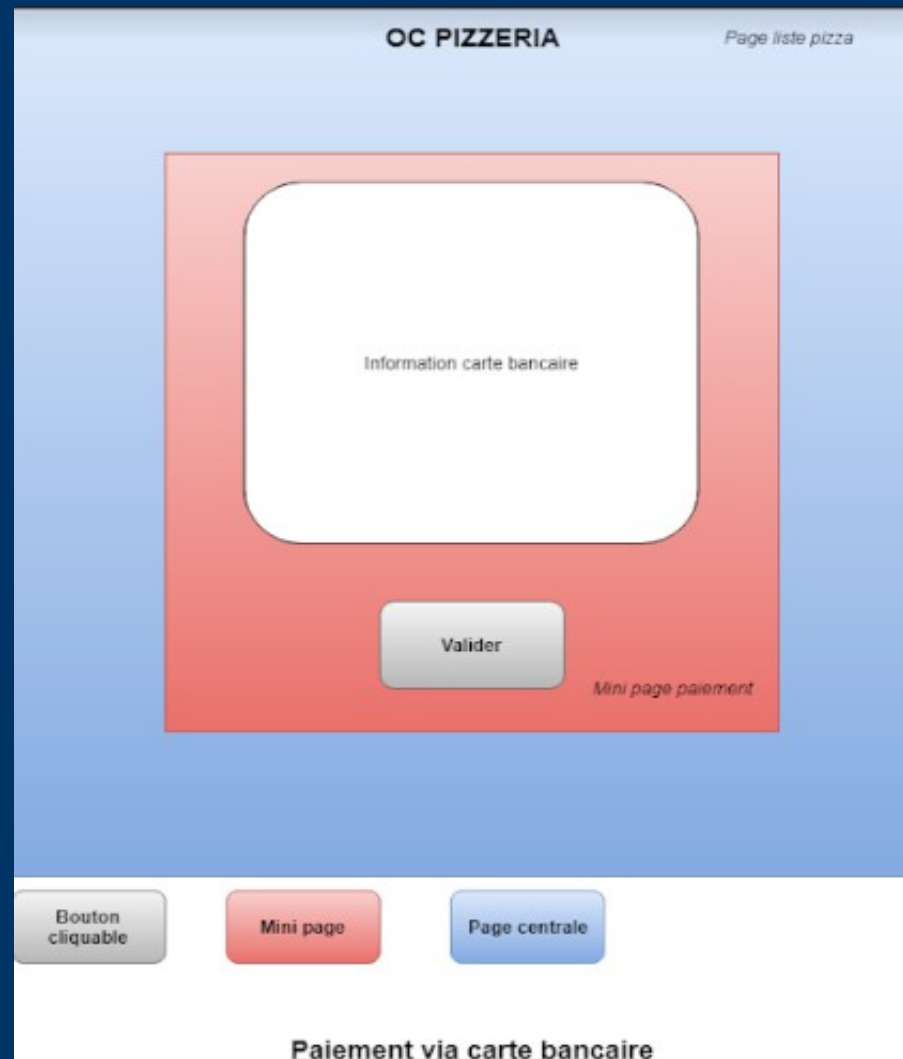 OC PIZZERIA
Page liste pizza
Information carte bancaire
Valider
Mini page paiement
Bouton
cliquable
Mini page
Page centrale
Paiement via carte bancaire